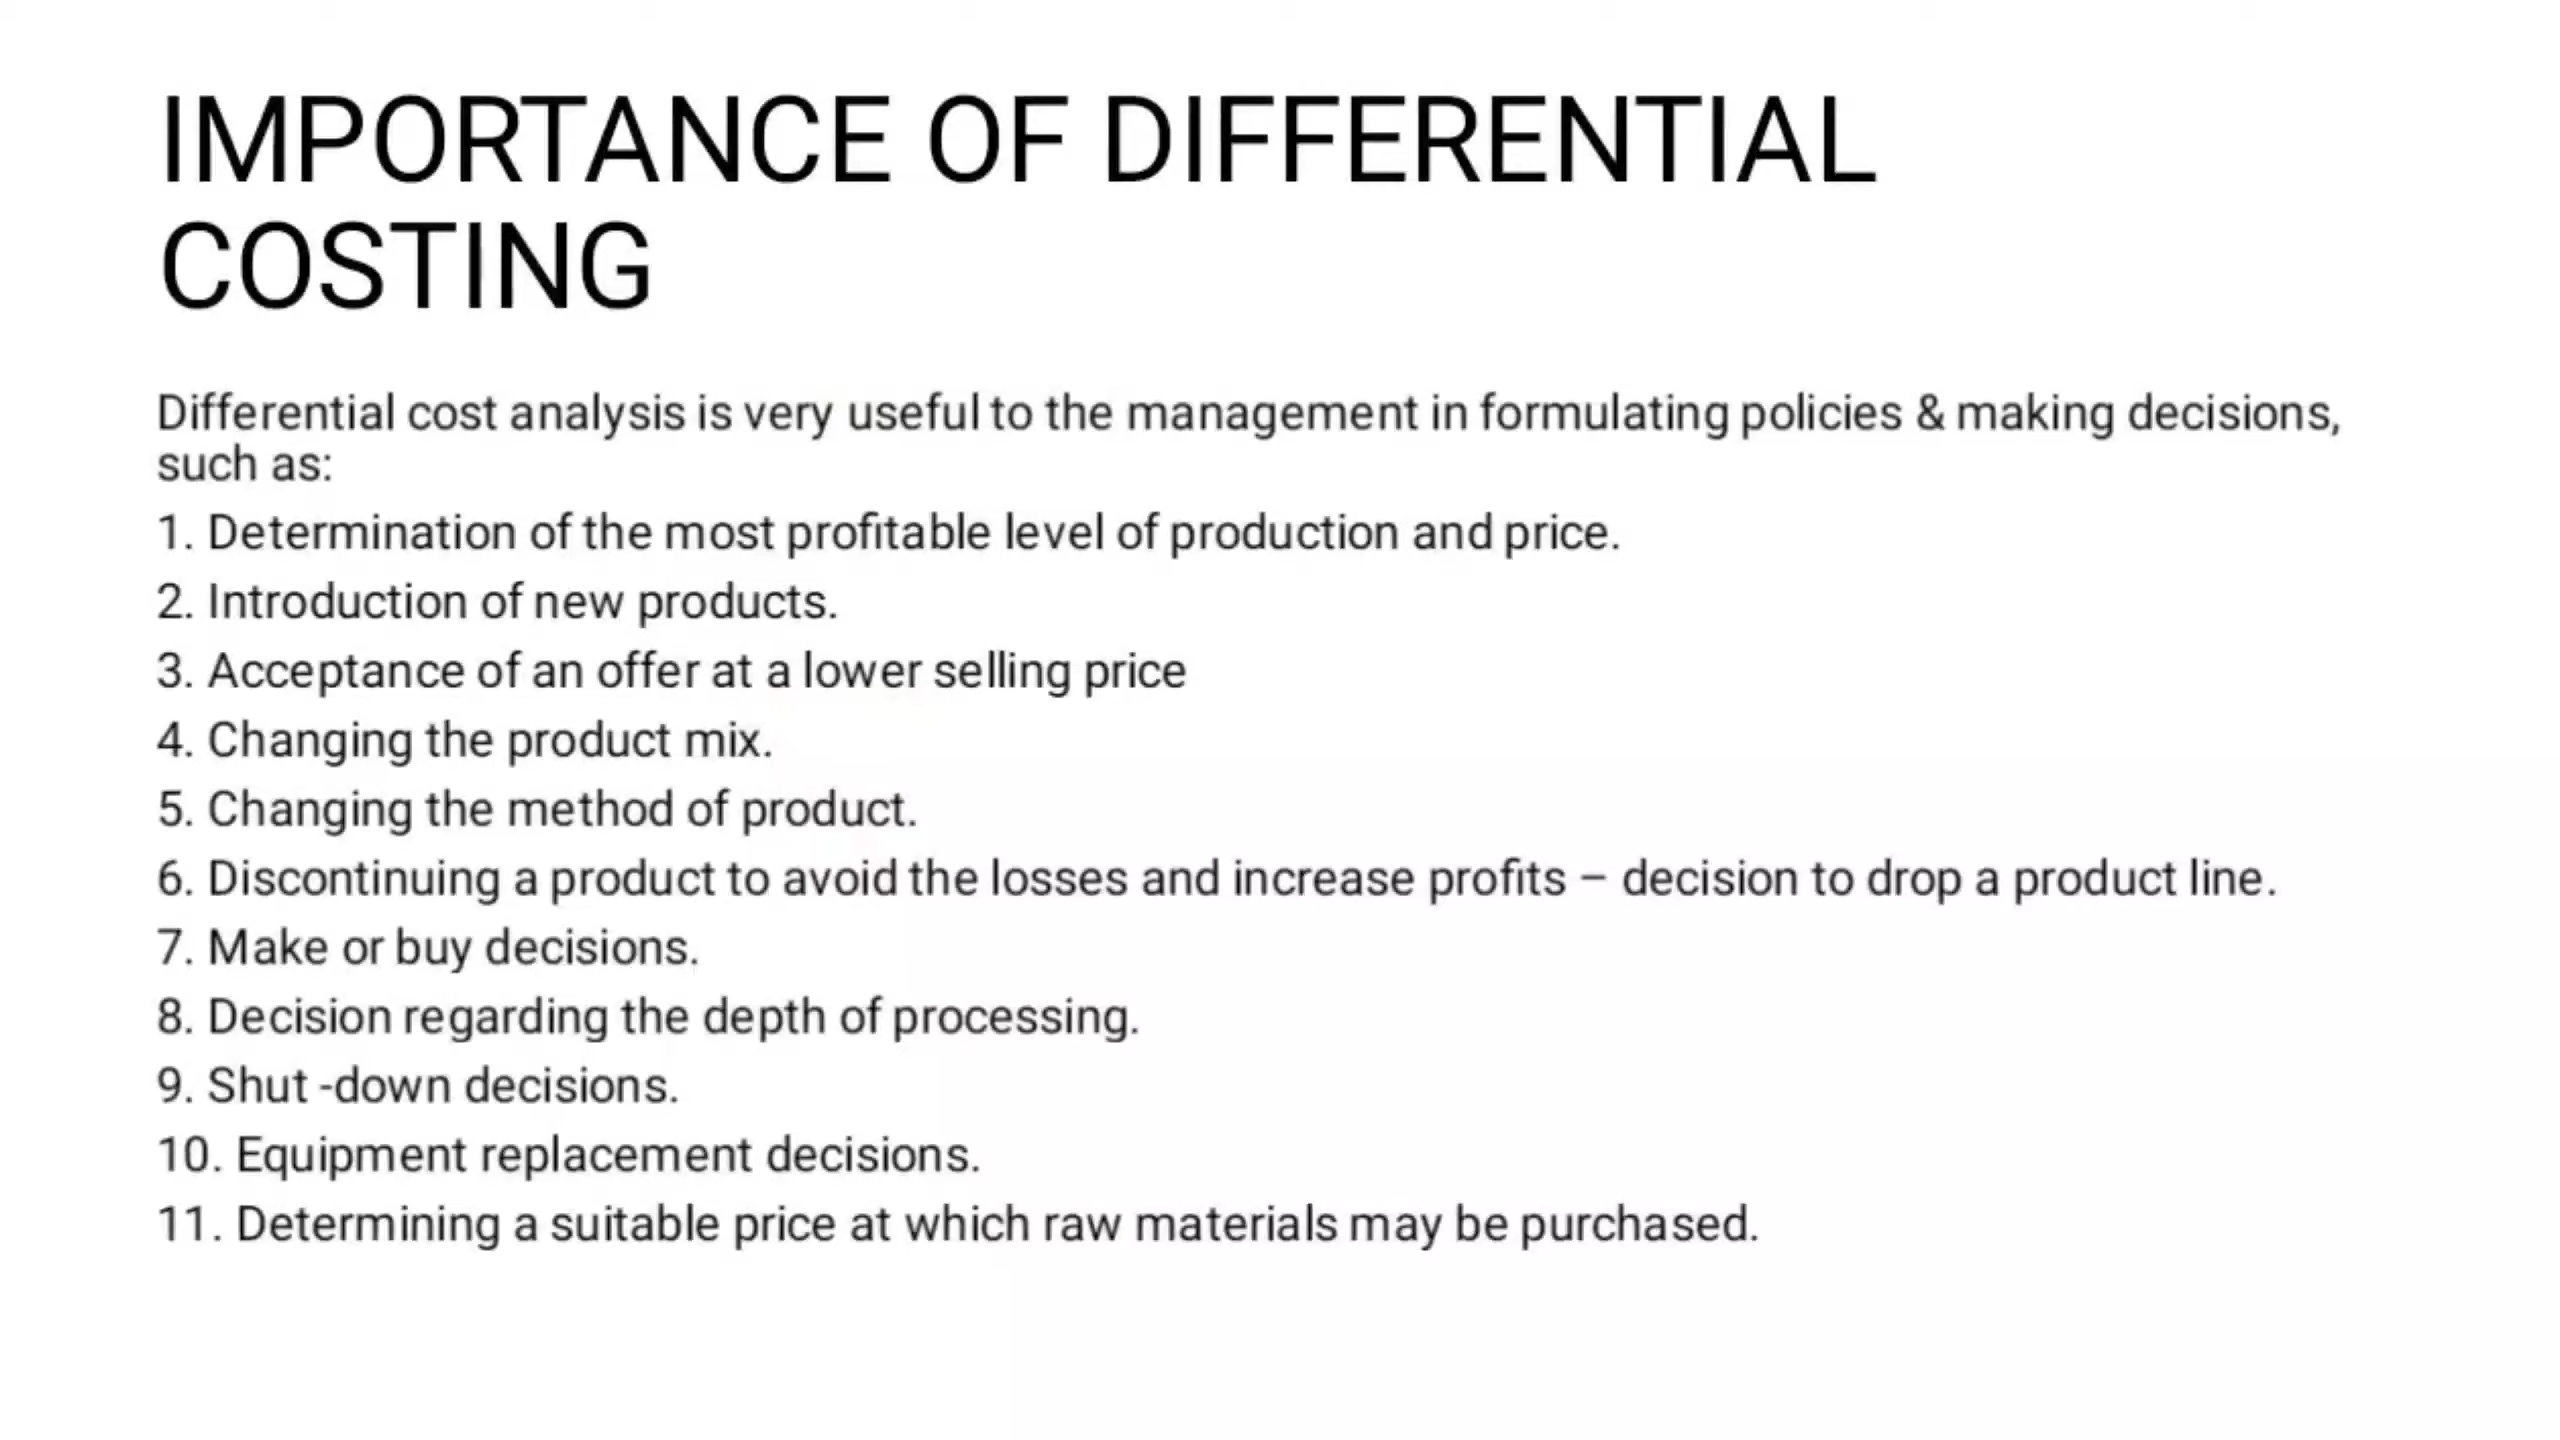 IMPORTANCE OF DIFFERENTIAL
COSTING
Differential cost analysis is very useful to the management in formulating policies & making decisions,
such as:
1. Determination of the most profitable level of production and price.
2. Introduction of new products.
3. Acceptance of an offer at a lower selling price
4. Changing the product mix.
5. Changing the method of product.
6. Discontinuing a product to avoid the losses and increase profits – decision to drop a product line.
7. Make or buy decisions.
8. Decision regarding the depth of processing.
9. Shut -down decisions.
10. Equipment replacement decisions.
11. Determining a suitable price at which raw materials may be purchased.